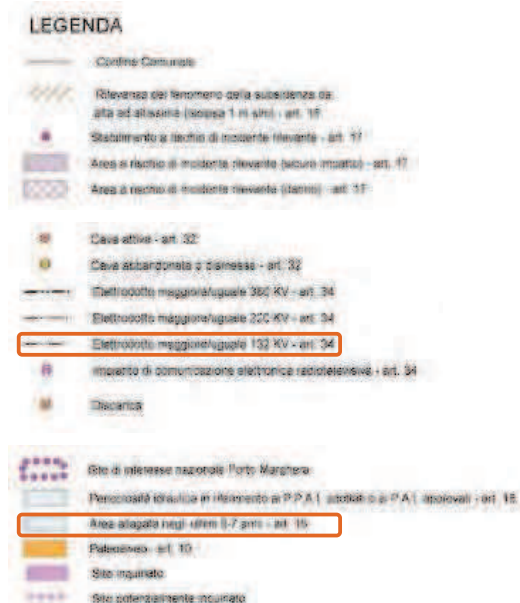 LEGENDA
Confine Comunale
Rilevanza del fenomeno della subsidenza da
alta ad altissima (scossa 1 m slm) - art. 16
Stabilimento a rischio di incidente rilevante - art. 17
Area a rischio di incidente rilevante (sicuro impatto) - art. 17
Area a rischio di incidente rilevante (danno) - art. 17
Cava attiva - art. 32
Cava abbandonata o dismessa - art. 32
Elettrodotto maggiore/uguale 380 KV - art. 34
Elettrodotto maggiore/uguale 220 KV - art. 34
Elettrodotto maggiore/uguale 132 KV - art. 34
Impianto di comunicazione elettronica radiotelevisiva - art. 34
Discarica
Sito di interesse nazionale Porto Marghera
Pericolosità idraulica in riferimento ai P.P.A.I. adottati o ai P.A.I. approvati - art. 15
Area allagata negli ultimi 5-7 anni - art. 15
Paleoalveo - art. 10
Sito inquinato
Sito potenzialmente inquinato